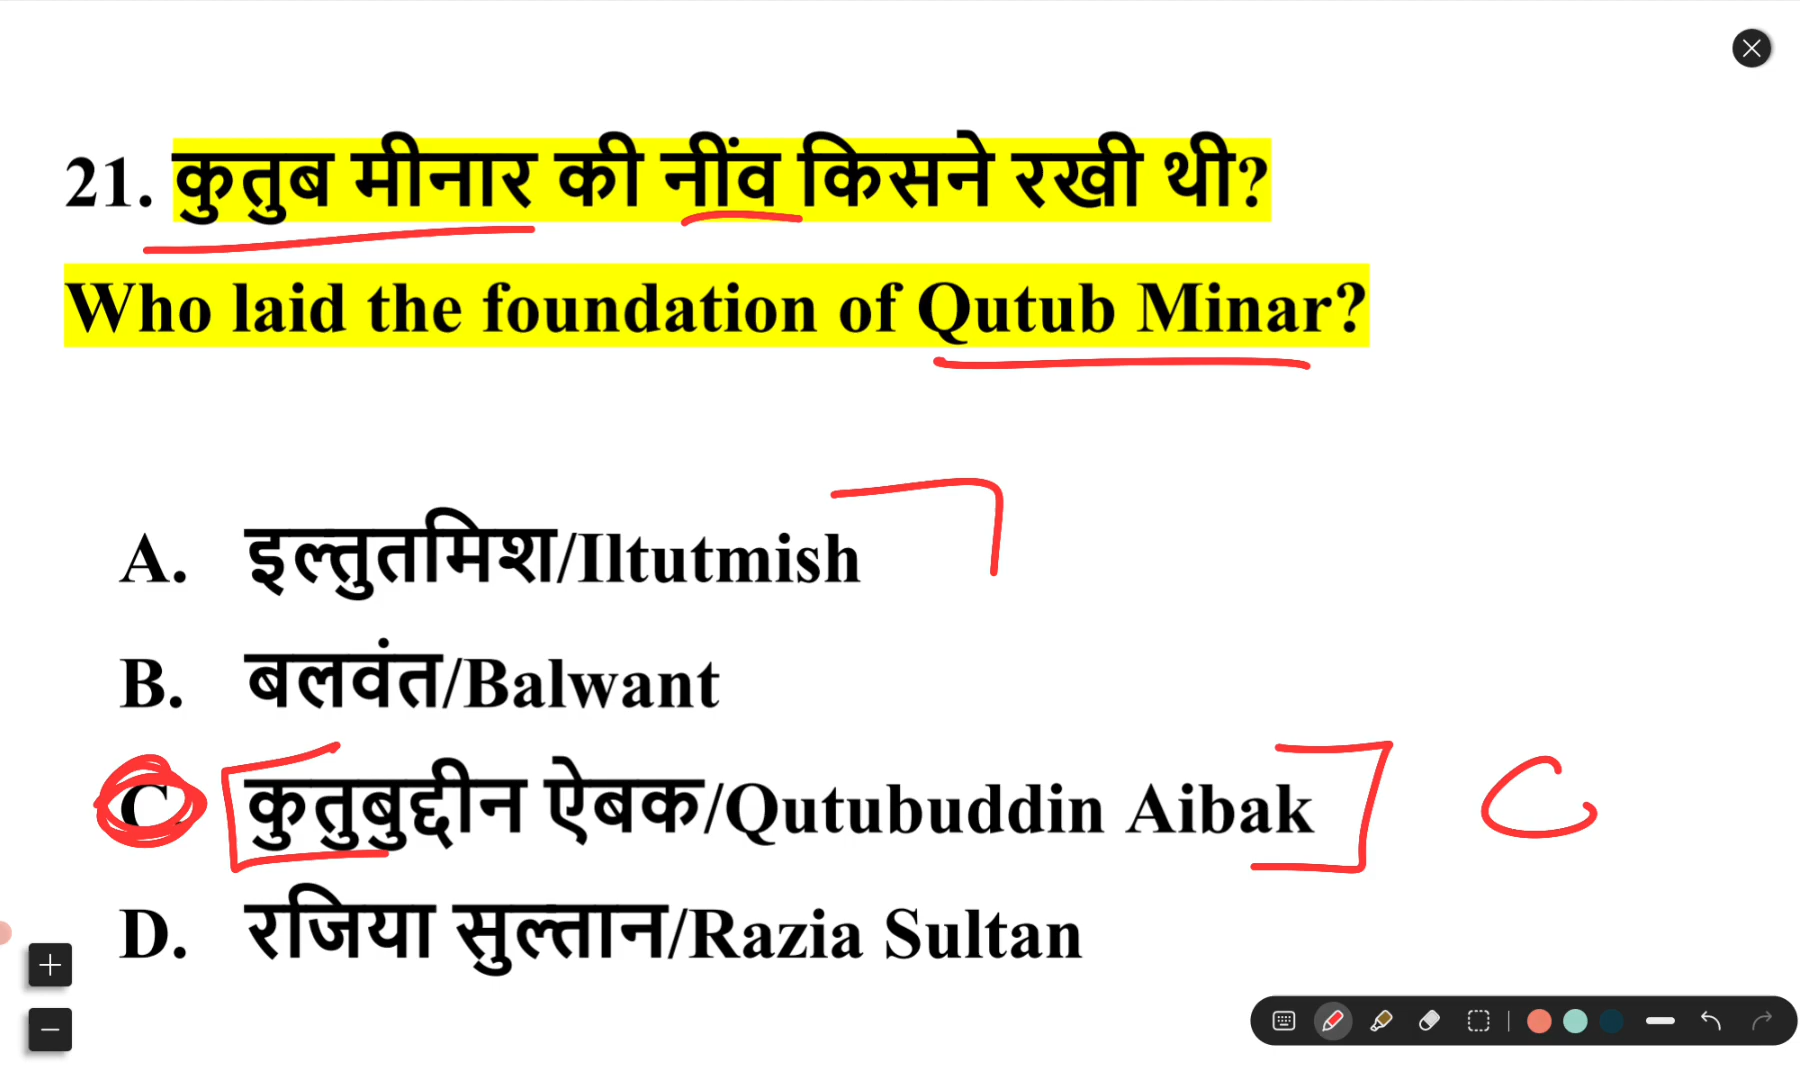 21. कुतुब मीनार की नींव किसने रखी थी?
Who laid the foundation of Qutub Minar?
A. इल्तुतमिश/Iltutmish
B. बलवंत/Balwant
C. कुतुबुद्दीन ऐबक/Qutubuddin Aibak C
D. रजिया सुल्तान/Razia Sultan